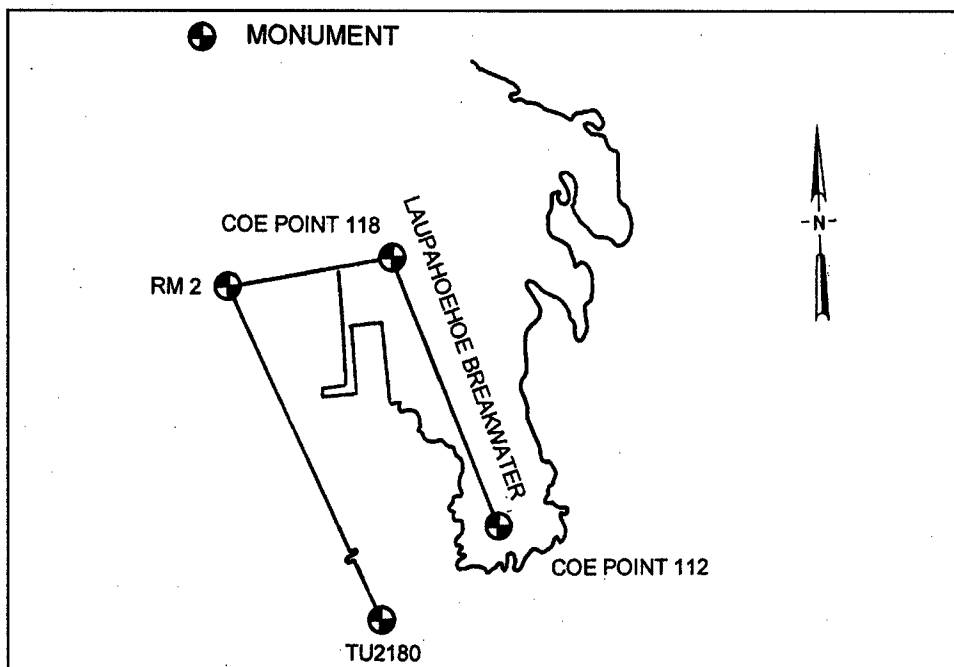 MONUMENT
COE POINT 118
LAUPAHOEHOE BREAKWATER
-N-
RM 2
COE POINT 112
TU2180